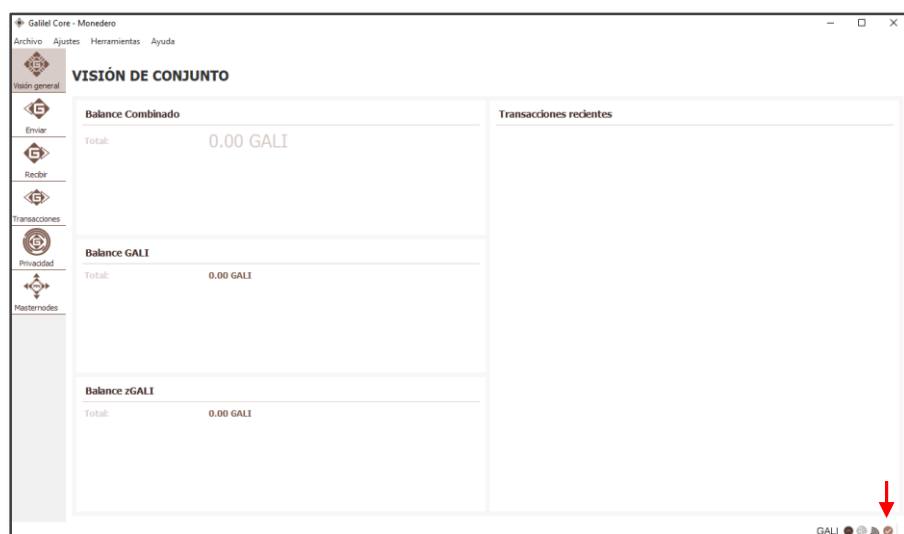 Galilel Core - Monedero
Archivo Ajustes Herramientas Ayuda
Visión general
VISIÓN DE CONJUNTO
Enviar
Recibir
Transacciones
Privacidad
Masternodes
Balance Combinado
Total: 0.00 GALI
Balance GALI
Total: 0.00 GALI
Balance zGALI
Total: 0.00 GALI
Transacciones recientes
GALI